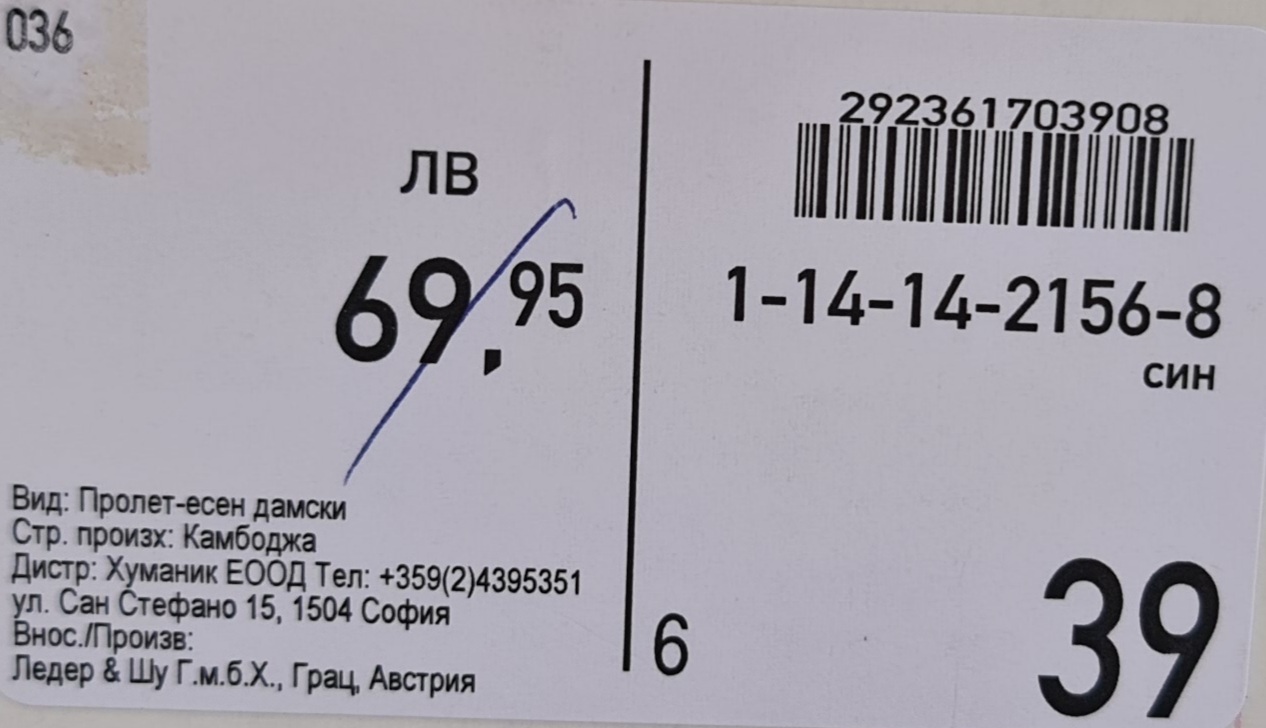 036
ЛВ
69,95
Вид: Пролет-есен дамски
Стр. произх: Камбоджа
Дистр: Хуманик ЕООД Тел: +359(2)4395351
ул. Сан Стефано 15, 1504 София
Внос./Произв:
Ледер & Шу Г.м.б.Х., Грац, Австрия
292361703908
1-14-14-2156-8
син
6
39